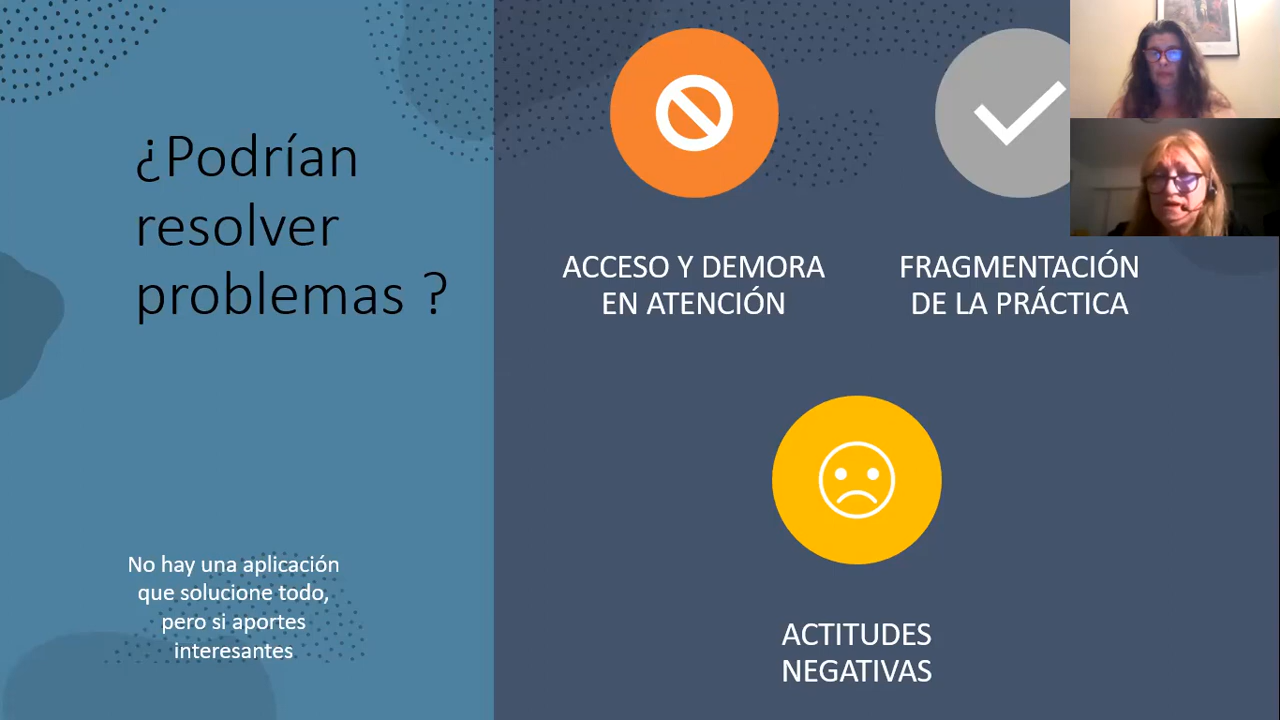 ¿Podrían
resolver
problemas ?
No hay una aplicación
que solucione todo,
pero si aportes
interesantes
ACCESO Y DEMORA
EN ATENCIÓN
FRAGMENTACIÓN
DE LA PRÁCTICA
ACTITUDES
NEGATIVAS